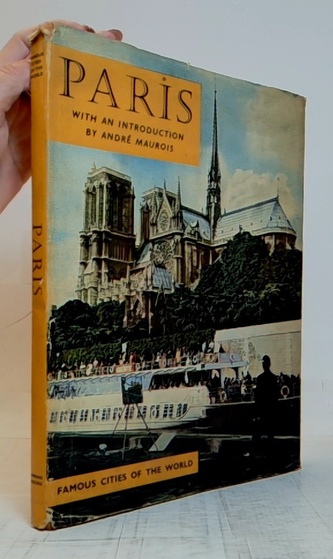 PARIS
WITH AN INTRODUCTION
BY ANDRÉ MAUROIS
PARIS
FAMOUS CITIES OF THE WORLD